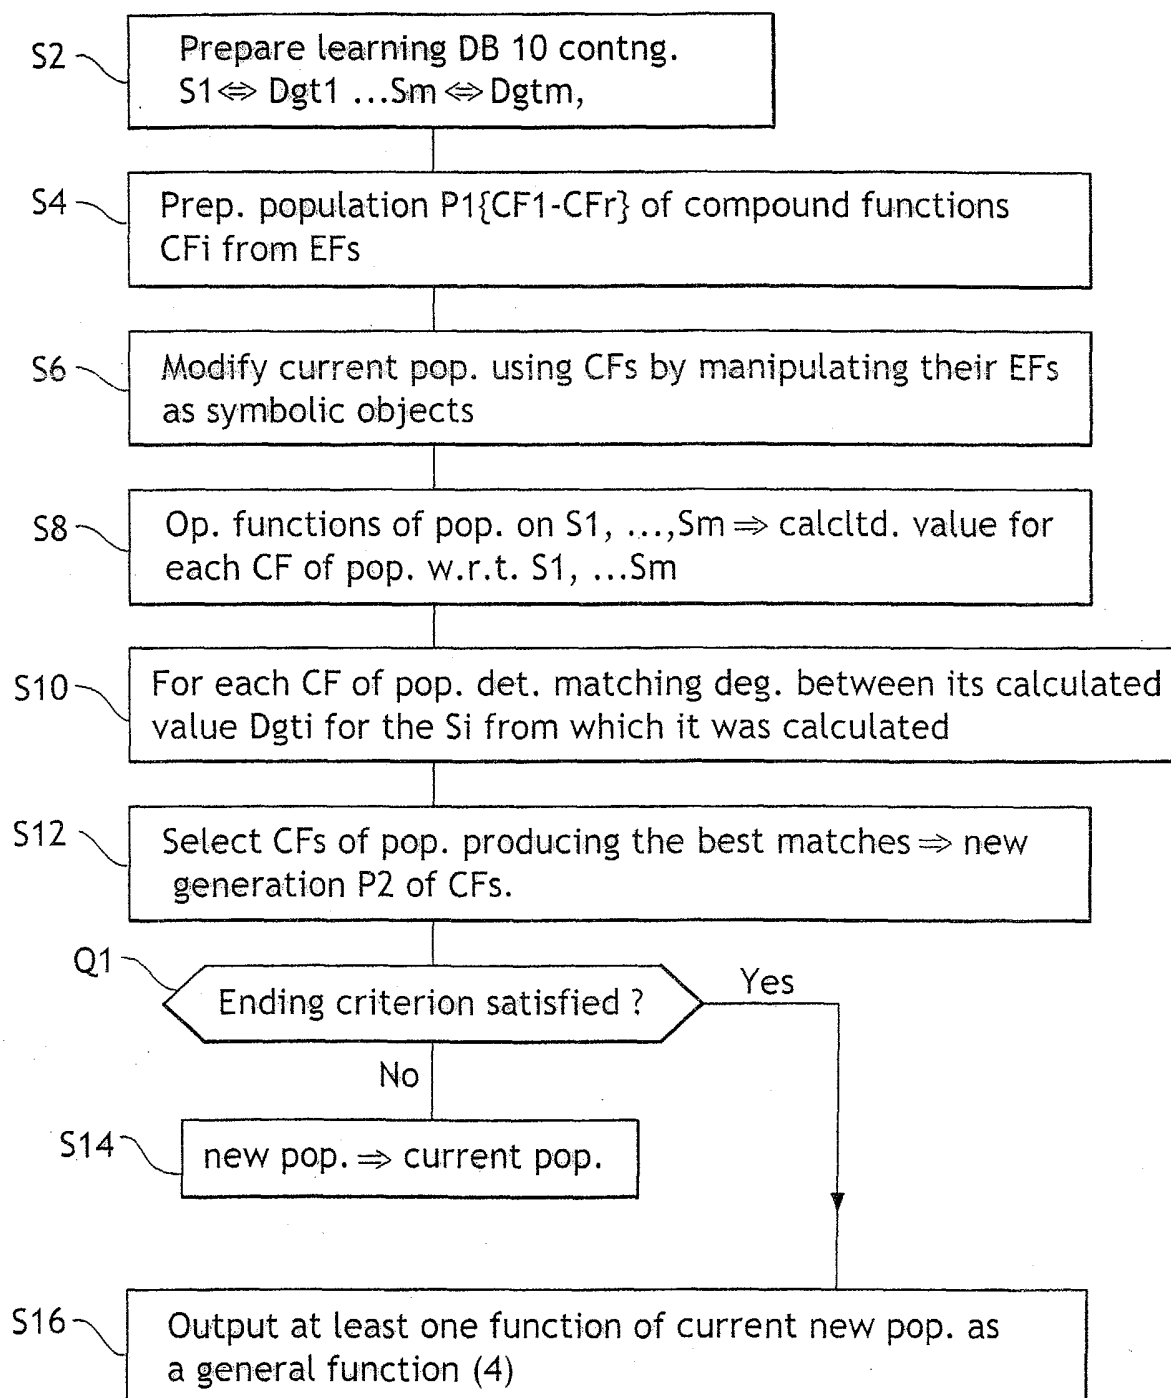 S2
Prepare learning DB 10 contng.
S1⇔Dgt1 ...Sm⇔Dgtm,
S4
Prep. population P1{CF1-CFr} of compound functions
CFi from EFs
S6
Modify current pop. using CFs by manipulating their EFs
as symbolic objects
S8
Op. functions of pop. on S1, ...,Sm⇒calcltd. value for
each CF of pop. w.r.t. S1, ...Sm
S10
For each CF of pop. det. matching deg. between its calculated
value Dgti for the Si from which it was calculated
S12
Select CFs of pop. producing the best matches⇒new
generation P2 of CFs.
Q1
Ending criterion satisfied ?
Yes
No
S14
new pop.⇒current pop.
S16
Output at least one function of current new pop. as
a general function (4)